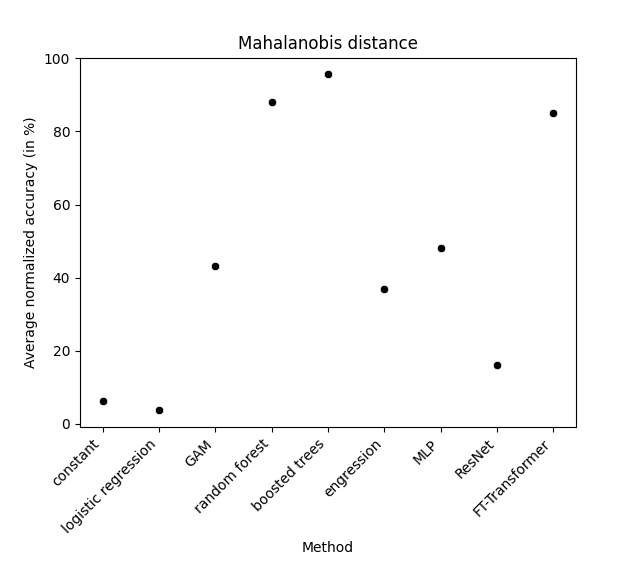 Mahalanobis distance
Average normalized accuracy (in %)
100
80
60
40
20
0
constant
logistic regression
GAM
random forest
boosted trees
engression
MLP
ResNet
FT-Transformer
Method